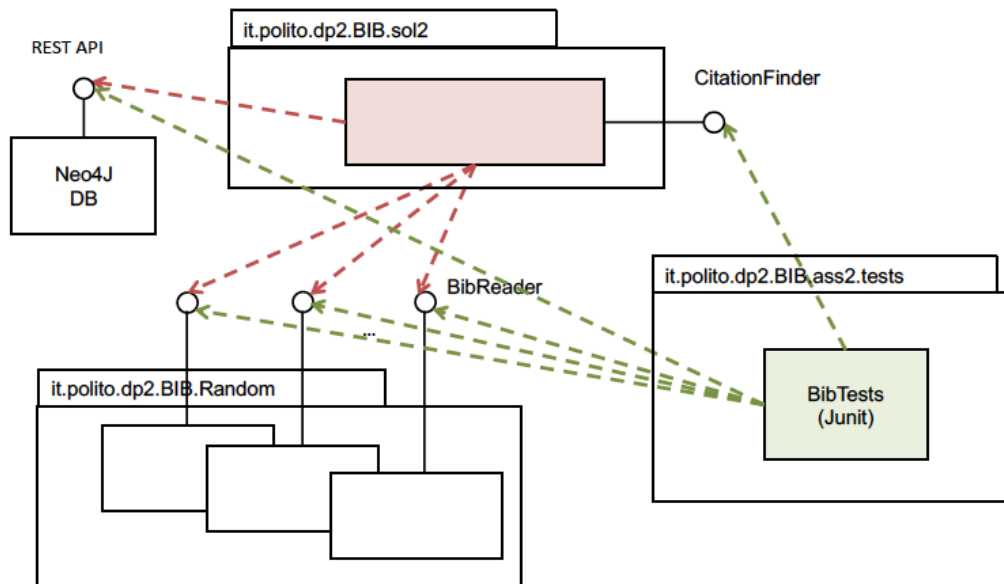 it.polito.dp2.BIB.sol2
REST API
CitationFinder
Neo4J
DB
it.polito.dp2.BIB.ass2.tests
BibReader
...
it.polito.dp2.BIB.Random
BibTests
(Junit)